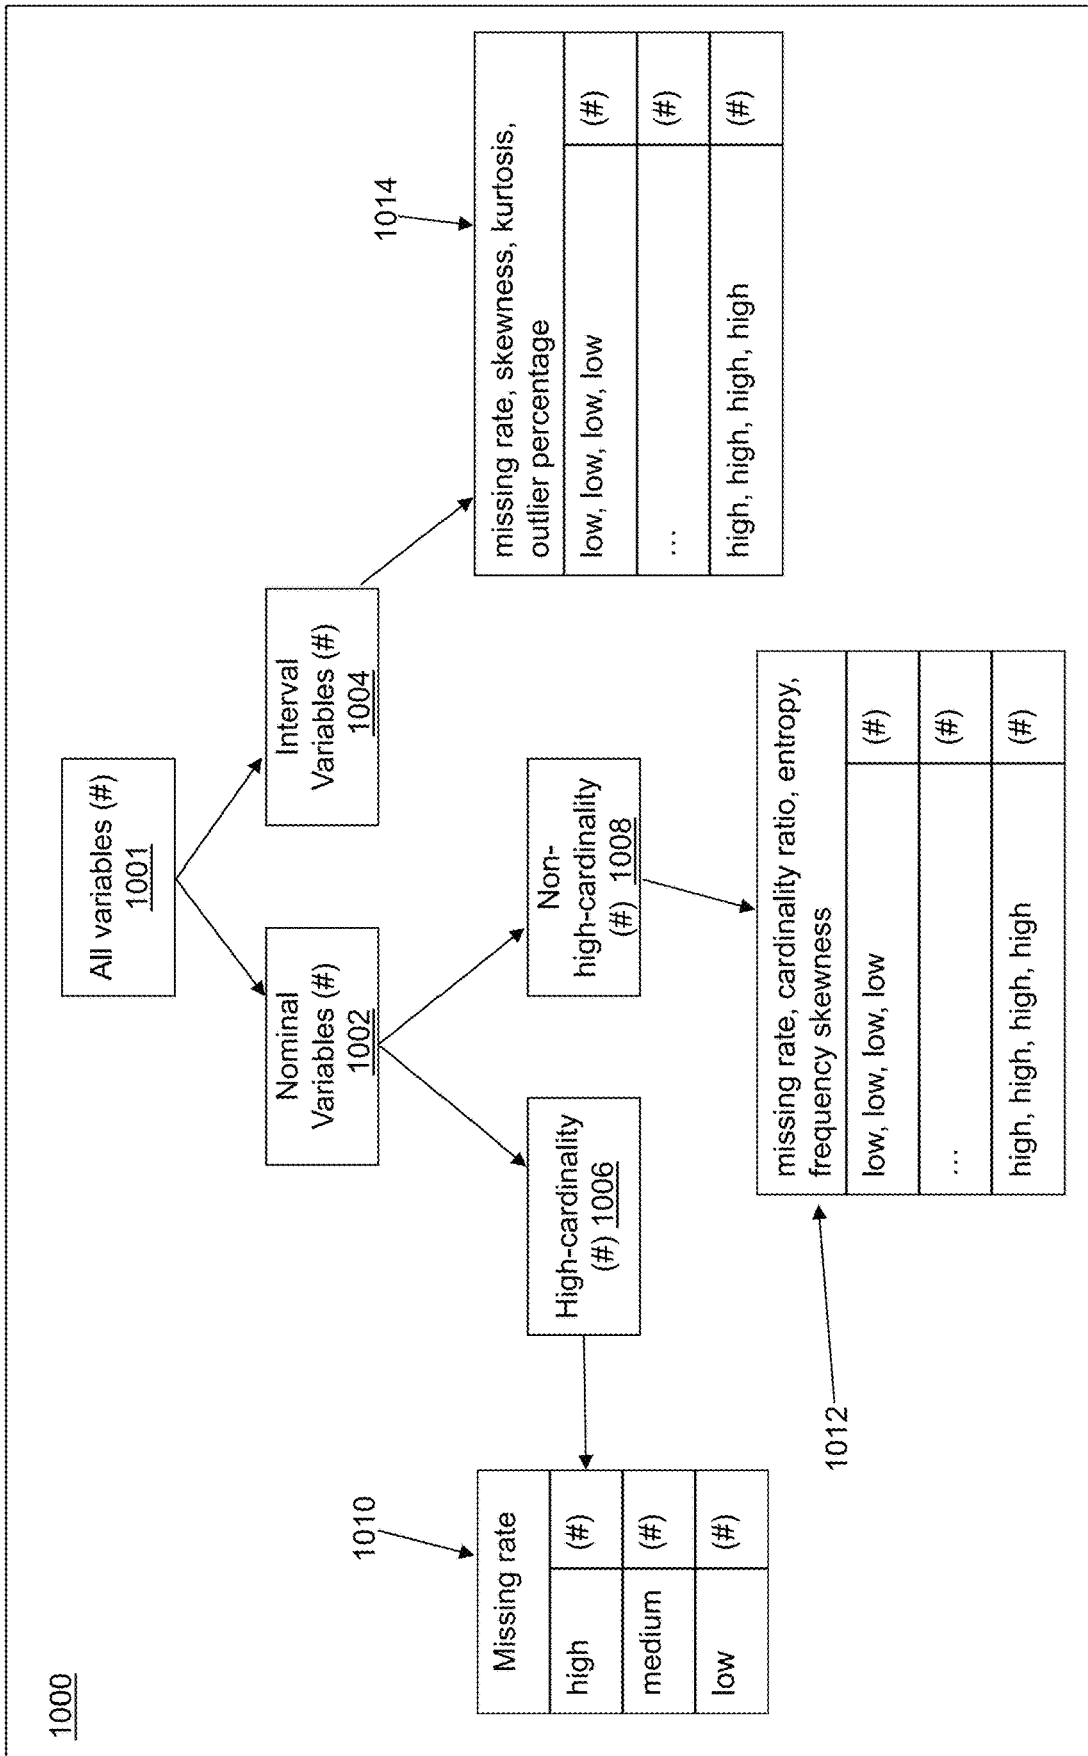 1000
All variables (#)
1001
Nominal
Variables (#)
1002
Interval
Variables (#)
1004
High-cardinality
(#) 1006
Non-
high-cardinality
(#) 1008
1010
Missing rate
high (#)
medium (#)
low (#)
1012
missing rate, cardinality ratio, entropy,
frequency skewness
low, low, low, low (#)
... (#)
high, high, high, high (#)
1014
missing rate, skewness, kurtosis,
outlier percentage
low, low, low, low (#)
... (#)
high, high, high, high (#)